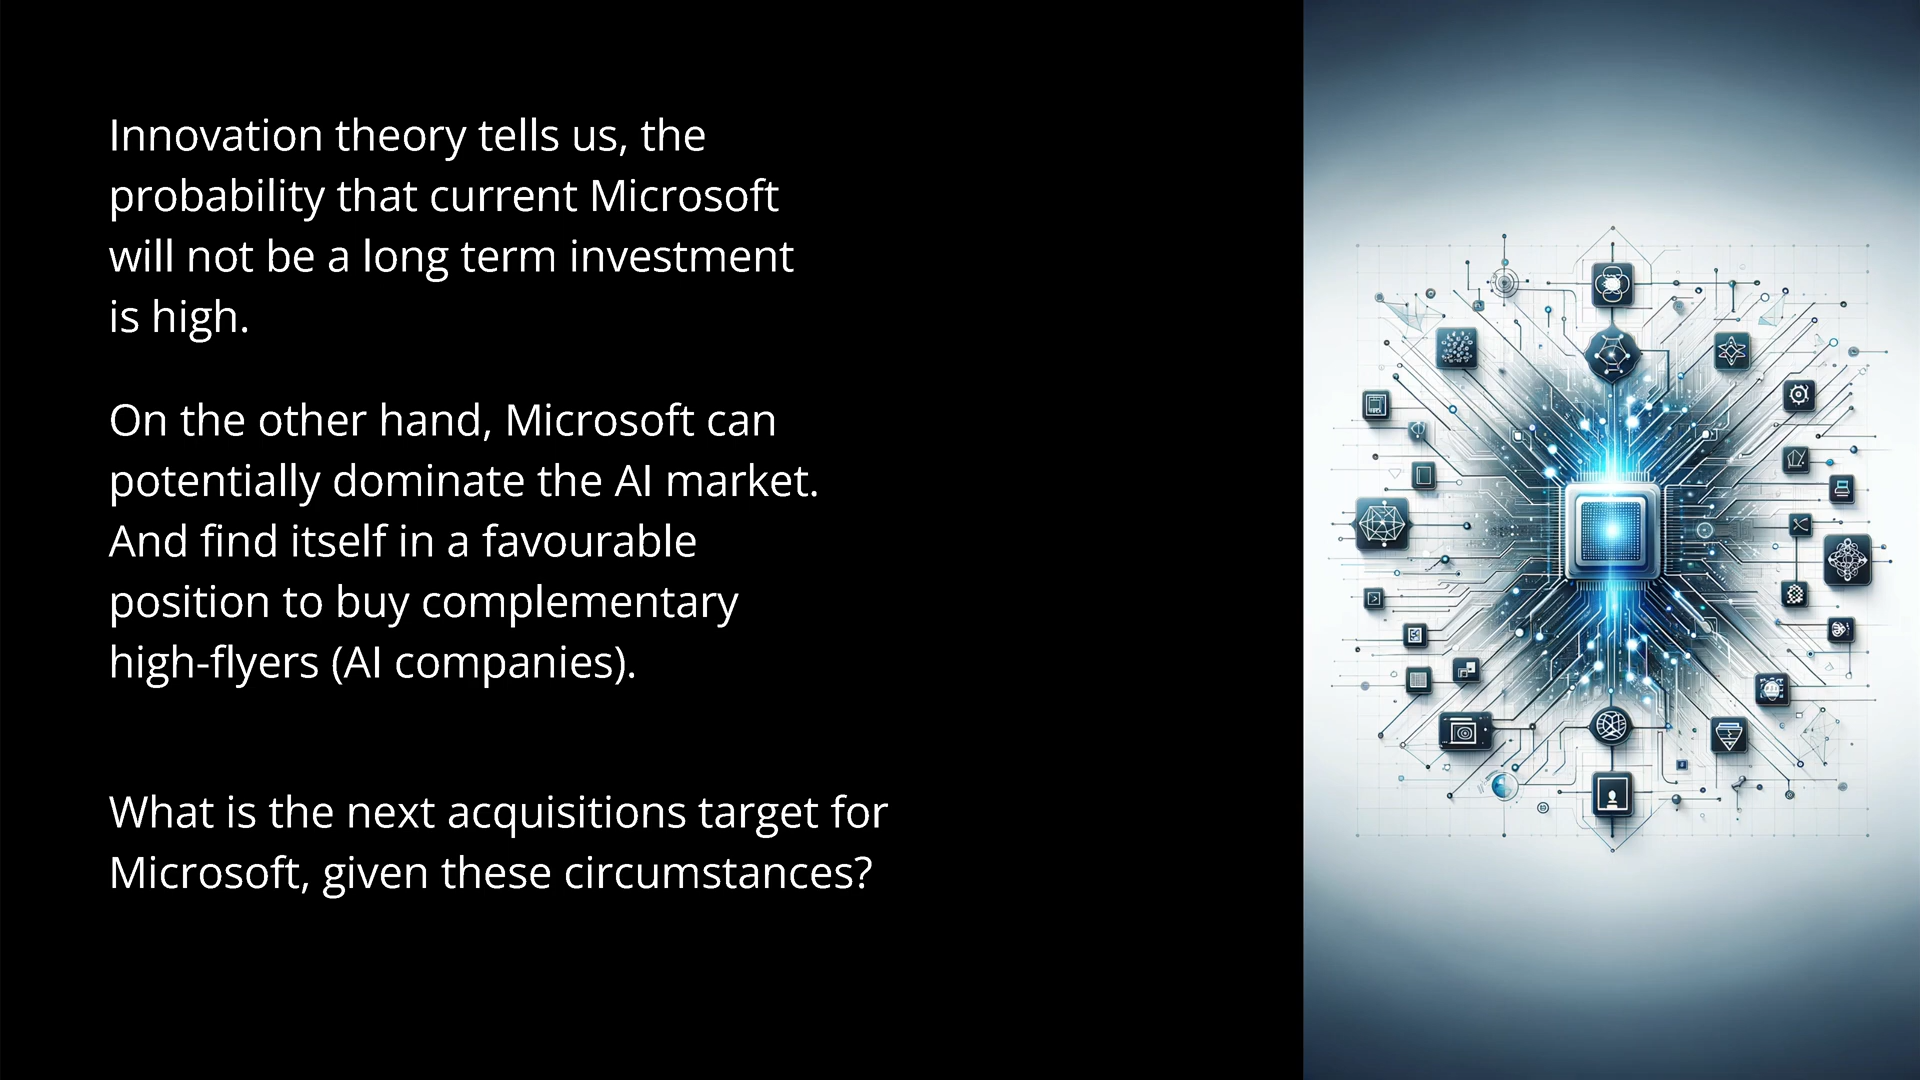 Innovation theory tells us, the
probability that current Microsoft
will not be a long term investment
is high.
On the other hand, Microsoft can
potentially dominate the AI market.
And find itself in a favourable
position to buy complementary
high-flyers (AI companies).
What is the next acquisitions target for
Microsoft, given these circumstances?